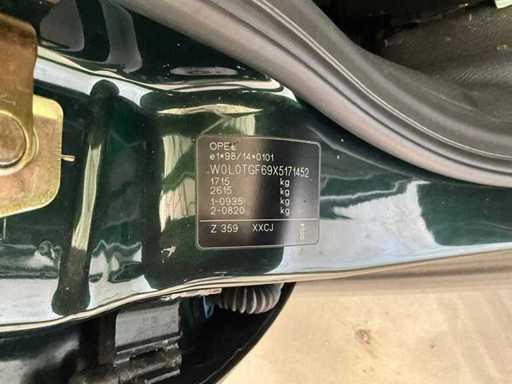 OPEL
e1*98/14*0101
W0L0TGF69X5171452
1715 kg
2615 kg
1-0935 kg
2-0820 kg
Z 359 XXCJ